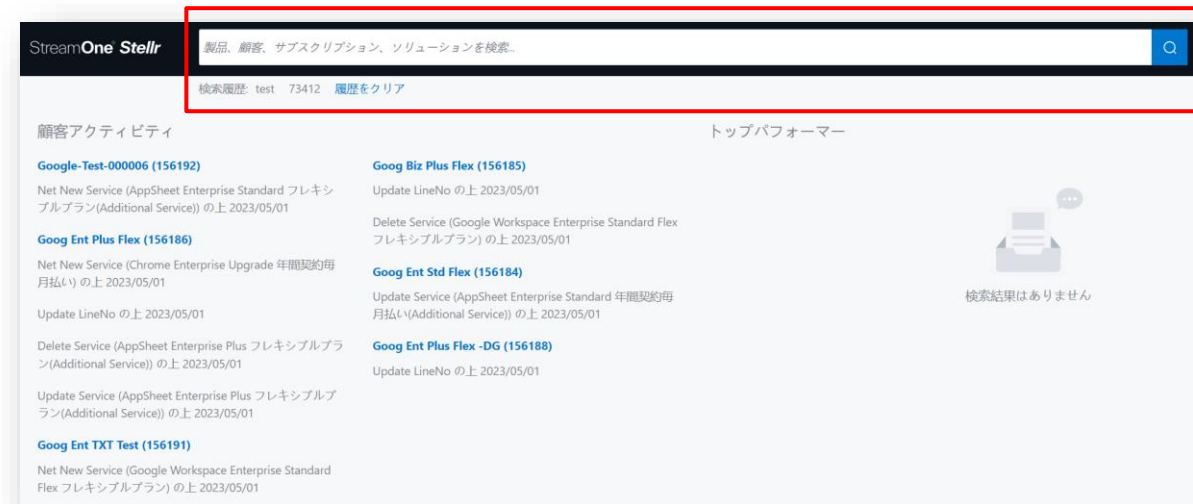 StreamOne Stellr
製品、顧客、サブスクリプション、ソリューションを検索...
検索履歴: test 73412 履歴をクリア
顧客アクティビティ
Google-Test-000006 (156192)
Net New Service (AppSheet Enterprise Standard フレキシ
ブルプラン(Additional Service)) の上 2023/05/01
Goog Ent Plus Flex (156186)
Net New Service (Chrome Enterprise Upgrade 年間契約毎
月払い) の上 2023/05/01
Update LineNo の上 2023/05/01
Delete Service (AppSheet Enterprise Plus フレキシブルプラ
ン(Additional Service)) の上 2023/05/01
Update Service (AppSheet Enterprise Plus フレキシブルプ
ラン(Additional Service)) の上 2023/05/01
Goog Ent TXT Test (156191)
Net New Service (Google Workspace Enterprise Standard
Flex フレキシブルプラン) の上 2023/05/01
Goog Biz Plus Flex (156185)
Update LineNo の上 2023/05/01
Delete Service (Google Workspace Enterprise Standard Flex
フレキシブルプラン) の上 2023/05/01
Goog Ent Std Flex (156184)
Update Service (AppSheet Enterprise Standard 年間契約毎
月払い(Additional Service)) の上 2023/05/01
Goog Ent Plus Flex -DG (156188)
Update LineNo の上 2023/05/01
トップパフォーマー
検索結果はありません